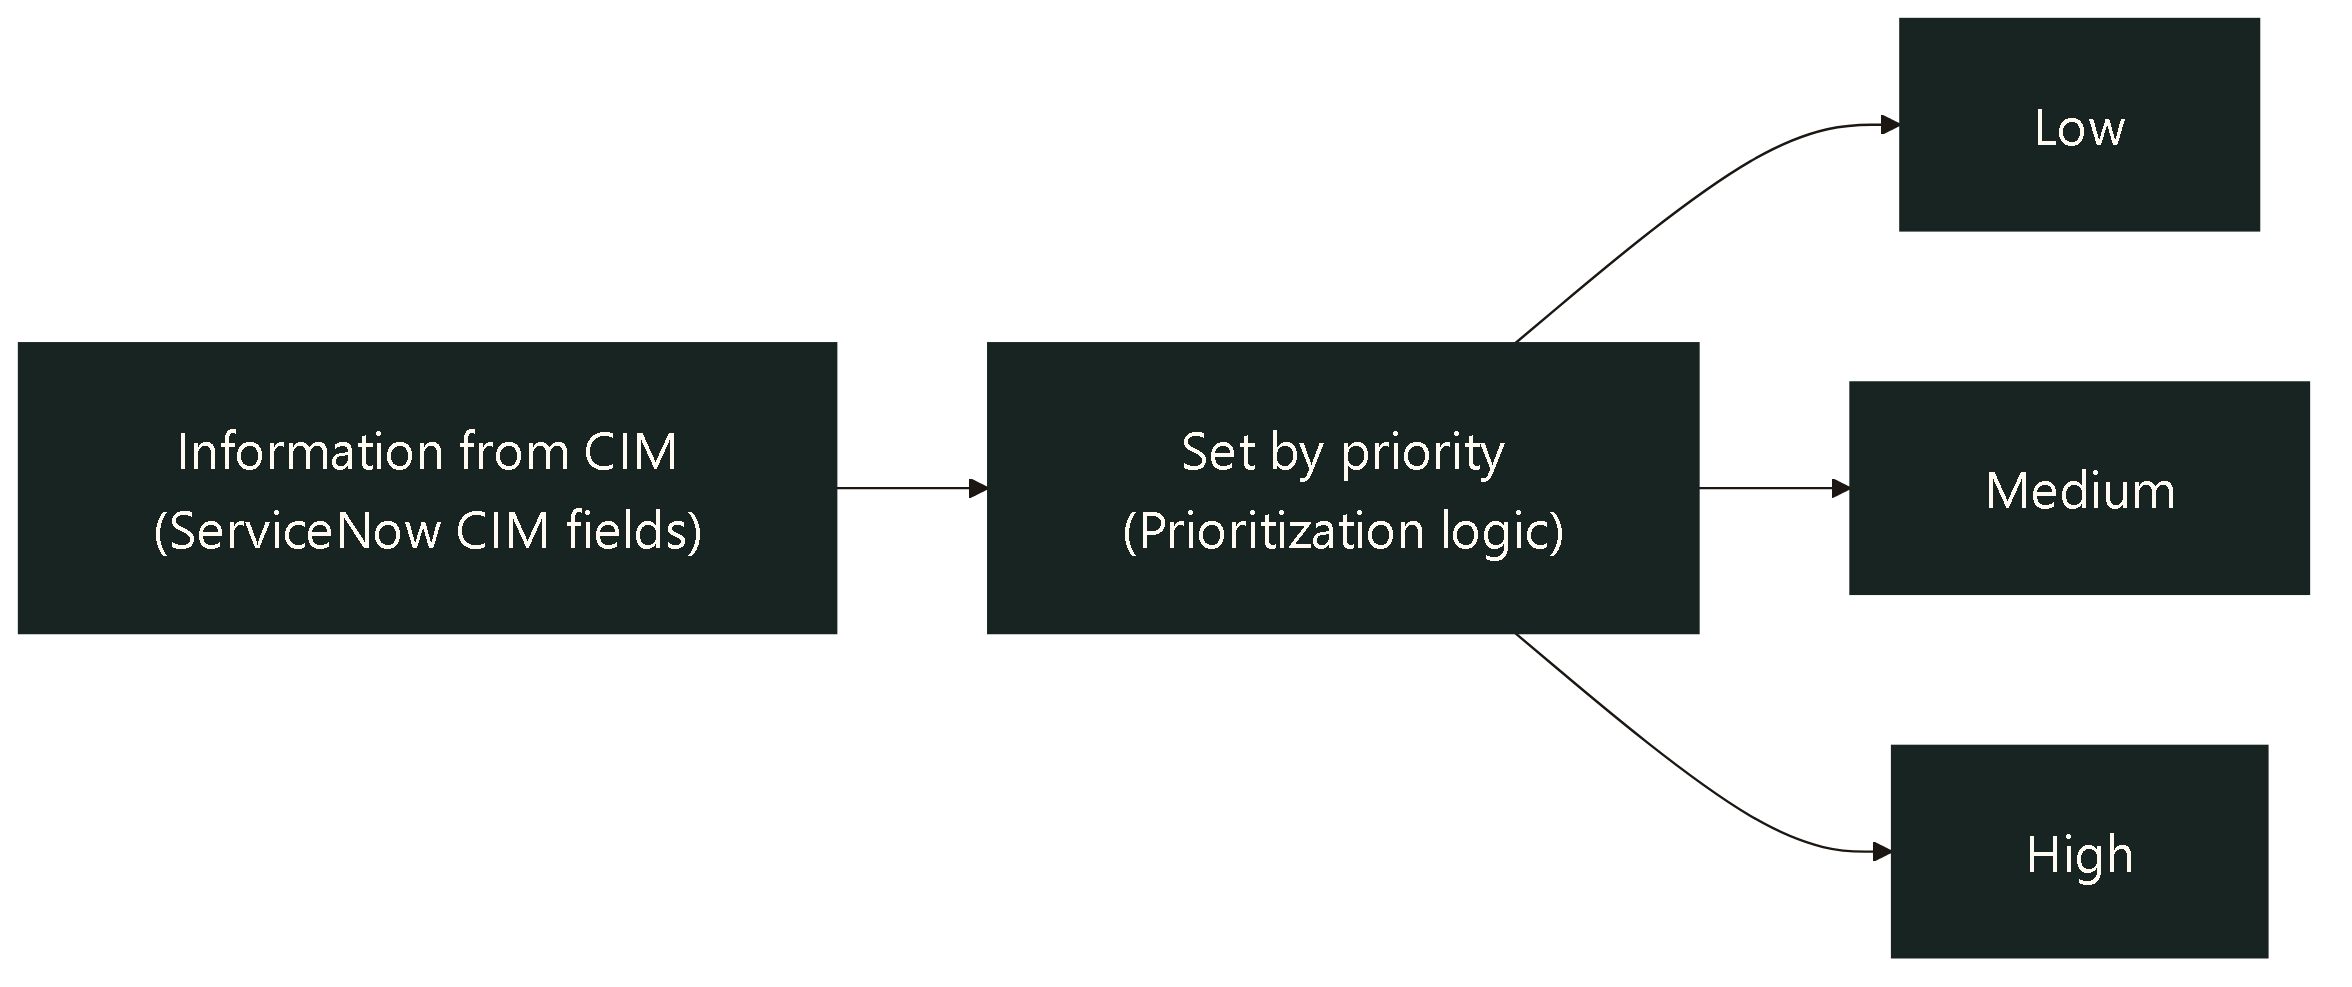 Low
Information from CIM
(ServiceNow CIM fields)
Set by priority
(Prioritization logic)
Medium
High